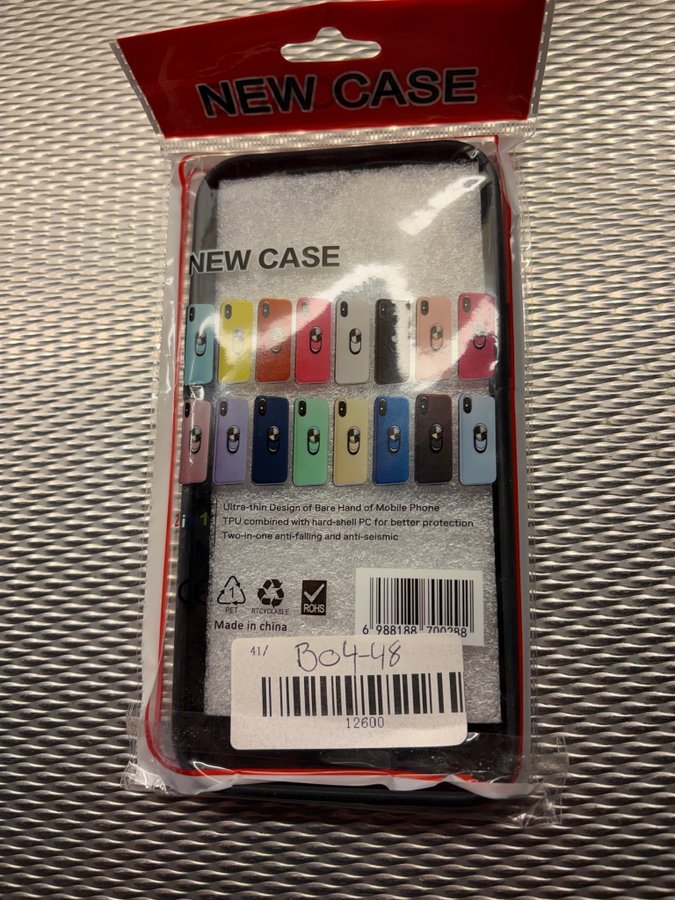 NEW CASE
NEW CASE
Ultra-thin Design of Bare Hand of Mobile Phone
TPU combined with hard-shell PC for better protection
Two-in-one anti-falling and anti-seismic
1
PET
RTCYCLABLE
ROHS
Made in china
6 988188 700288
41/ B04-48
12600